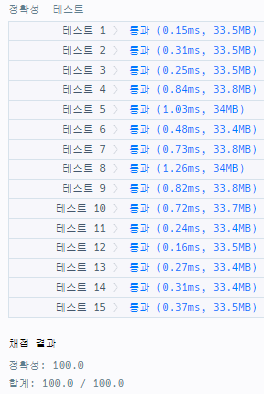 정확성 테스트
테스트 1 〉 통과 (0.15ms, 33.5MB)
테스트 2 〉 통과 (0.31ms, 33.5MB)
테스트 3 〉 통과 (0.25ms, 33.5MB)
테스트 4 〉 통과 (0.84ms, 33.8MB)
테스트 5 〉 통과 (1.03ms, 34MB)
테스트 6 〉 통과 (0.48ms, 33.4MB)
테스트 7 〉 통과 (0.73ms, 33.8MB)
테스트 8 〉 통과 (1.26ms, 34MB)
테스트 9 〉 통과 (0.82ms, 33.8MB)
테스트 10 〉 통과 (0.72ms, 33.7MB)
테스트 11 〉 통과 (0.24ms, 33.4MB)
테스트 12 〉 통과 (0.16ms, 33.5MB)
테스트 13 〉 통과 (0.27ms, 33.4MB)
테스트 14 〉 통과 (0.31ms, 33.4MB)
테스트 15 〉 통과 (0.37ms, 33.5MB)
채점 결과
정확성: 100.0
합계: 100.0 / 100.0